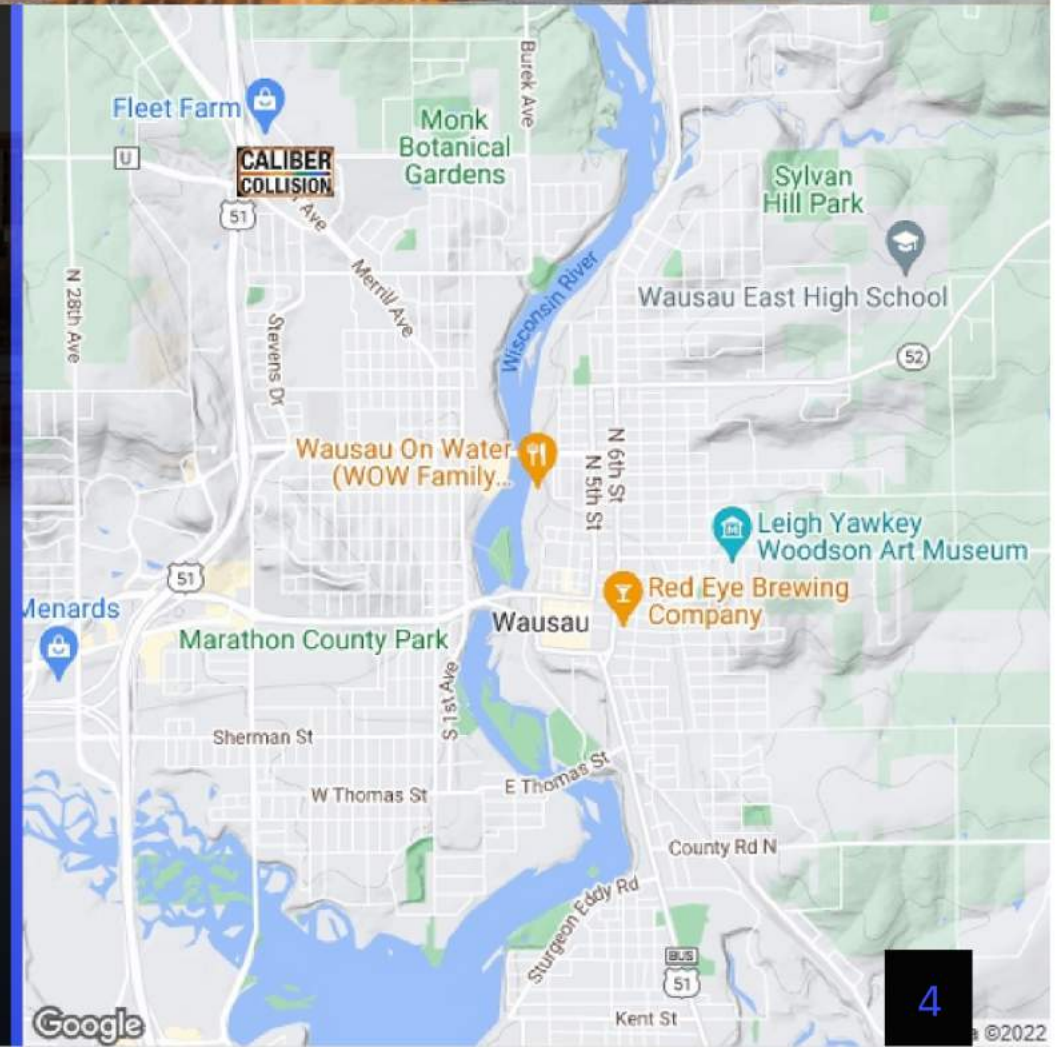 Burek Ave
Fleet Farm
Monk
Botanical
Gardens
U
CALIBER
COLLISION
51
Ave
Sylvan
Hill Park
Merrill Ave
Wisconsin River
Wausau East High School
N 28th Ave
Stevens Dr
52
Wausau On Water
(WOW Family...
N 6th St
N 5th St
Leigh Yawkey
Woodson Art Museum
51
Menards
Red Eye Brewing
Company
Wausau
Marathon County Park
S 1st Ave
Sherman St
E Thomas St
W Thomas St
County Rd N
Sturgeon Eddy Rd
BUS
51
Kent St
4
Google
©2022